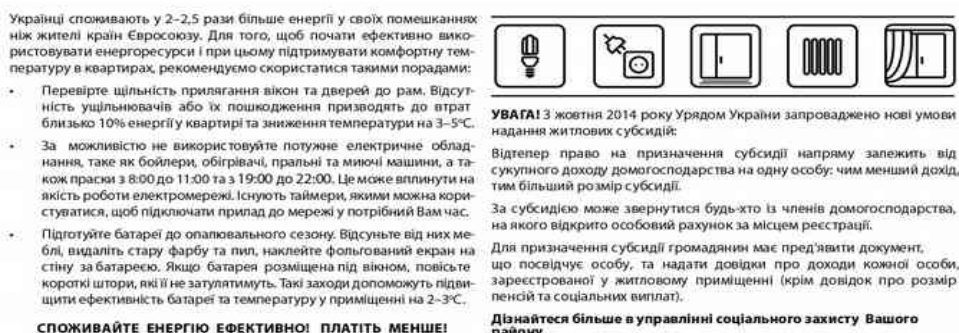 Українці споживають у 2–2,5 рази більше енергії у своїх помешканнях
ніж жителі країн Євросоюзу. Для того, щоб почати ефективно вико-
ристовувати енергоресурси і при цьому підтримувати комфортну тем-
пературу в квартирах, рекомендуємо скористатися такими порадами:
• Перевірте щільність прилягання вікон та дверей до рам. Відсут-
ність ущільнювачів або їх пошкодження призводять до втрат
близько 10% енергії у квартирі та зниження температури на 3–5°С.
• За можливістю не використовуйте потужне електричне облад-
нання, таке як бойлери, обігрівачі, пральні та миючі машини, а та-
кож праски з 8:00 до 11:00 та з 19:00 до 22:00. Це може вплинути на
якість роботи електромережі. Існують таймери, якими можна кори-
стуватися, щоб підключати прилад до мережі у потрібний Вам час.
• Підготуйте батареї до опалювального сезону. Відсуньте від них ме-
блі, видаліть стару фарбу та пил, наклейте фольгований екран на
стіну за батареєю. Якщо батарея розміщена під вікном, повісьте
короткі штори, які її не затулятимуть. Такі заходи допоможуть підви-
щити ефективність батареї та температуру у приміщенні на 2–3°С.
СПОЖИВАЙТЕ ЕНЕРГІЮ ЕФЕКТИВНО! ПЛАТІТЬ МЕНШЕ!
УВАГА! З жовтня 2014 року Урядом України запроваджено нові умови
надання житлових субсидій:
Відтепер право на призначення субсидії напряму залежить від
сукупного доходу домогосподарства на одну особу: чим менший дохід,
тим більший розмір субсидії.
За субсидією може звернутися будь-хто із членів домогосподарства,
на якого відкрито особовий рахунок за місцем реєстрації.
Для призначення субсидії громадянин має пред'явити документ,
що посвідчує особу, та надати довідки про доходи кожної особи,
зареєстрованої у житловому приміщенні (крім довідок про розмір
пенсій та соціальних виплат).
Дізнайтеся більше в управлінні соціального захисту Вашого
району